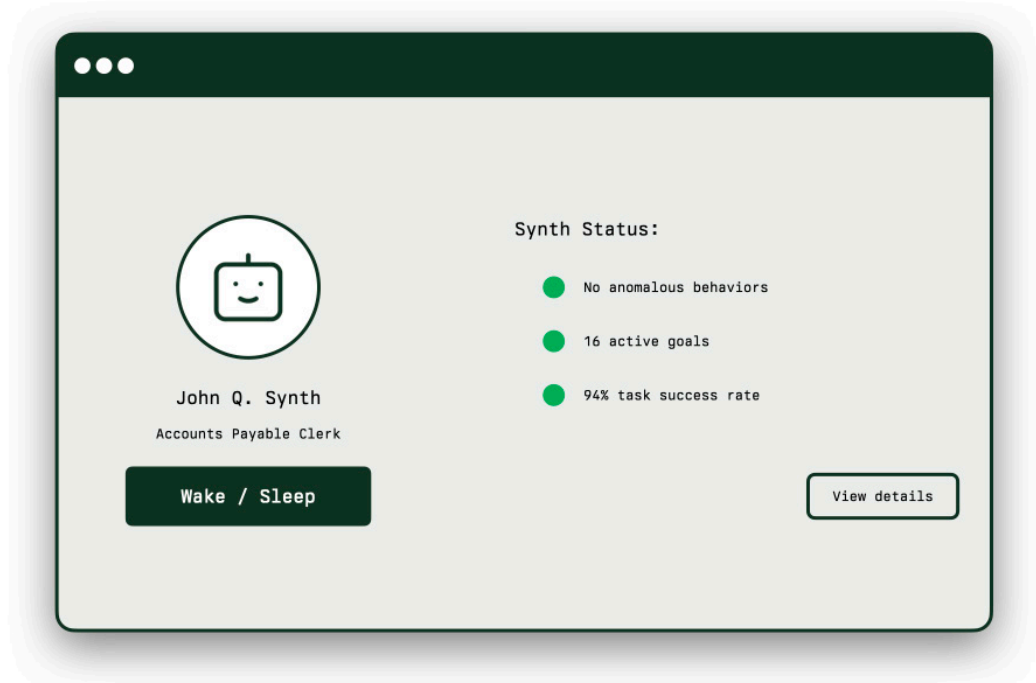 John Q. Synth
Accounts Payable Clerk
Wake / Sleep
Synth Status:
No anomalous behaviors
16 active goals
94% task success rate
View details